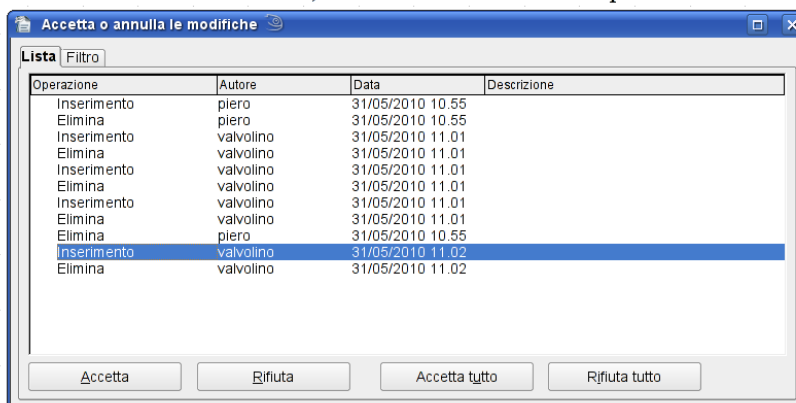 Accetta o annulla le modifiche
Lista Filtro
Operazione Autore Data Descrizione
Inserimento piero 31/05/2010 10.55
Elimina piero 31/05/2010 10.55
Inserimento valvolino 31/05/2010 11.01
Elimina valvolino 31/05/2010 11.01
Inserimento valvolino 31/05/2010 11.01
Elimina valvolino 31/05/2010 11.01
Inserimento valvolino 31/05/2010 11.01
Elimina valvolino 31/05/2010 11.01
Elimina piero 31/05/2010 10.55
Inserimento valvolino 31/05/2010 11.02
Elimina valvolino 31/05/2010 11.02
Accetta Rifiuta Accetta tutto Rifiuta tutto